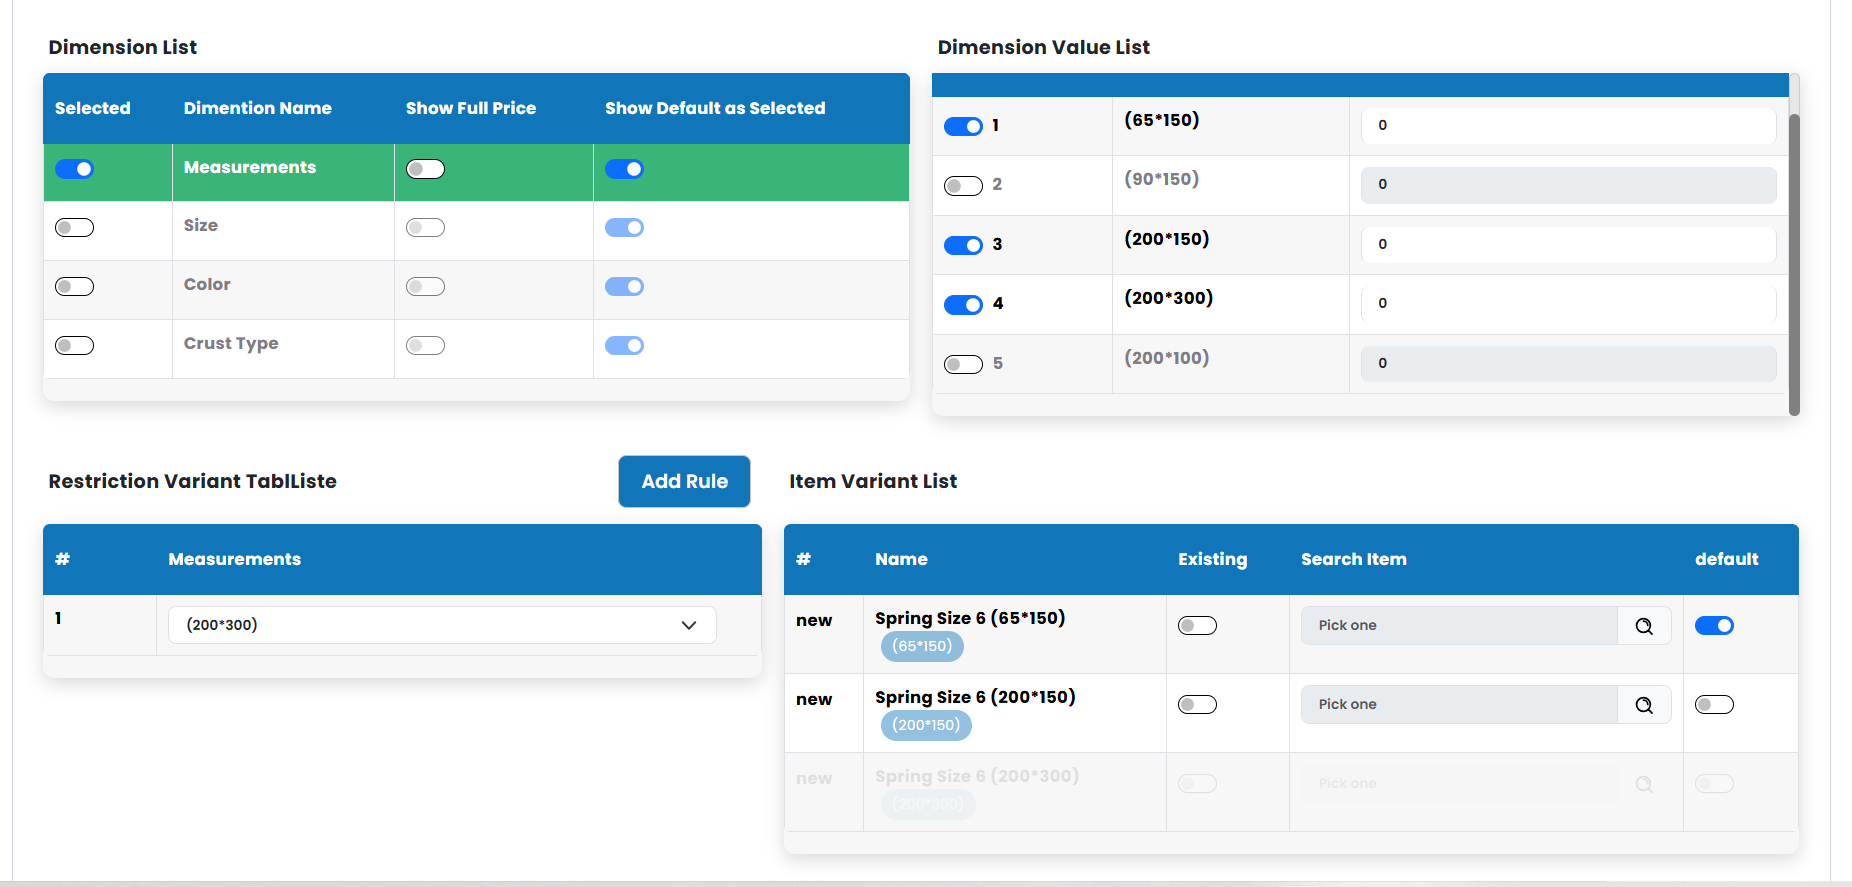 Dimension List
Selected Dimention Name Show Full Price Show Default as Selected
Measurements
Size
Color
Crust Type
Dimension Value List
1 (65*150) 0
2 (90*150) 0
3 (200*150) 0
4 (200*300) 0
5 (200*100) 0
Restriction Variant TablListe
Add Rule
# Measurements
1 (200*300)
Item Variant List
# Name Existing Search Item default
new Spring Size 6 (65*150) Pick one
(65*150)
new Spring Size 6 (200*150) Pick one
(200*150)
new Spring Size 6 (200*300) Pick one
(200*300)